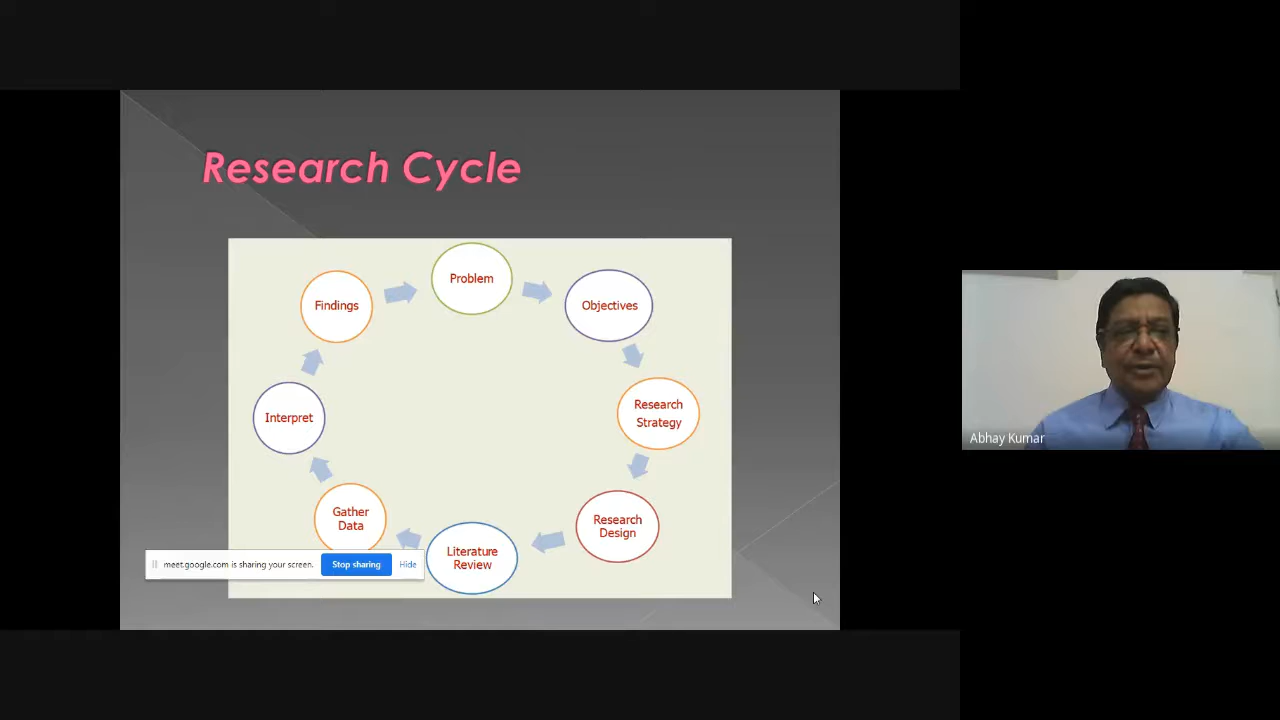 Research Cycle
Problem
Findings
Objectives
Research
Strategy
Interpret
Gather
Data
Research
Design
Literature
Review
meet.google.com is sharing your screen.
Stop sharing
Hide
Abhay Kumar